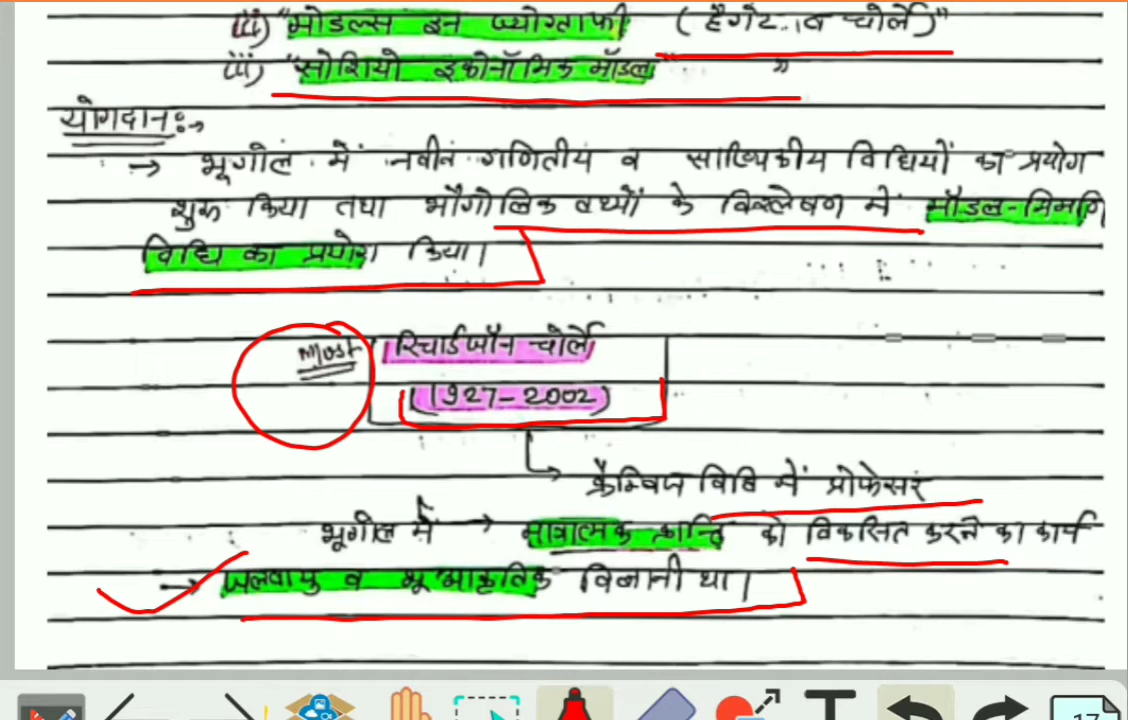 ii) "मोडल्स इन ज्योग्राफी (हैगेट व चोर्ले)"
iii) "सोशियो इकोनॉमिक मॉडल" "
योगदान:→
→ भूगोल में नवीन गणितीय व सांख्यिकीय विधियों का प्रयोग
शुरू किया तथा भौगोलिक तथ्यों के विश्लेषण में मॉडल-निर्माण
विधि का प्रयोग किया।
Most रिचार्ड जॉन चोर्ले
(1927-2002)
→ कैम्ब्रिज विवि में प्रोफेसर
भूगोल में → मात्रात्मक क्रान्ति को विकसित करने का कार्य
→ जलवायु व भू आकृतिक विज्ञानी था।
17